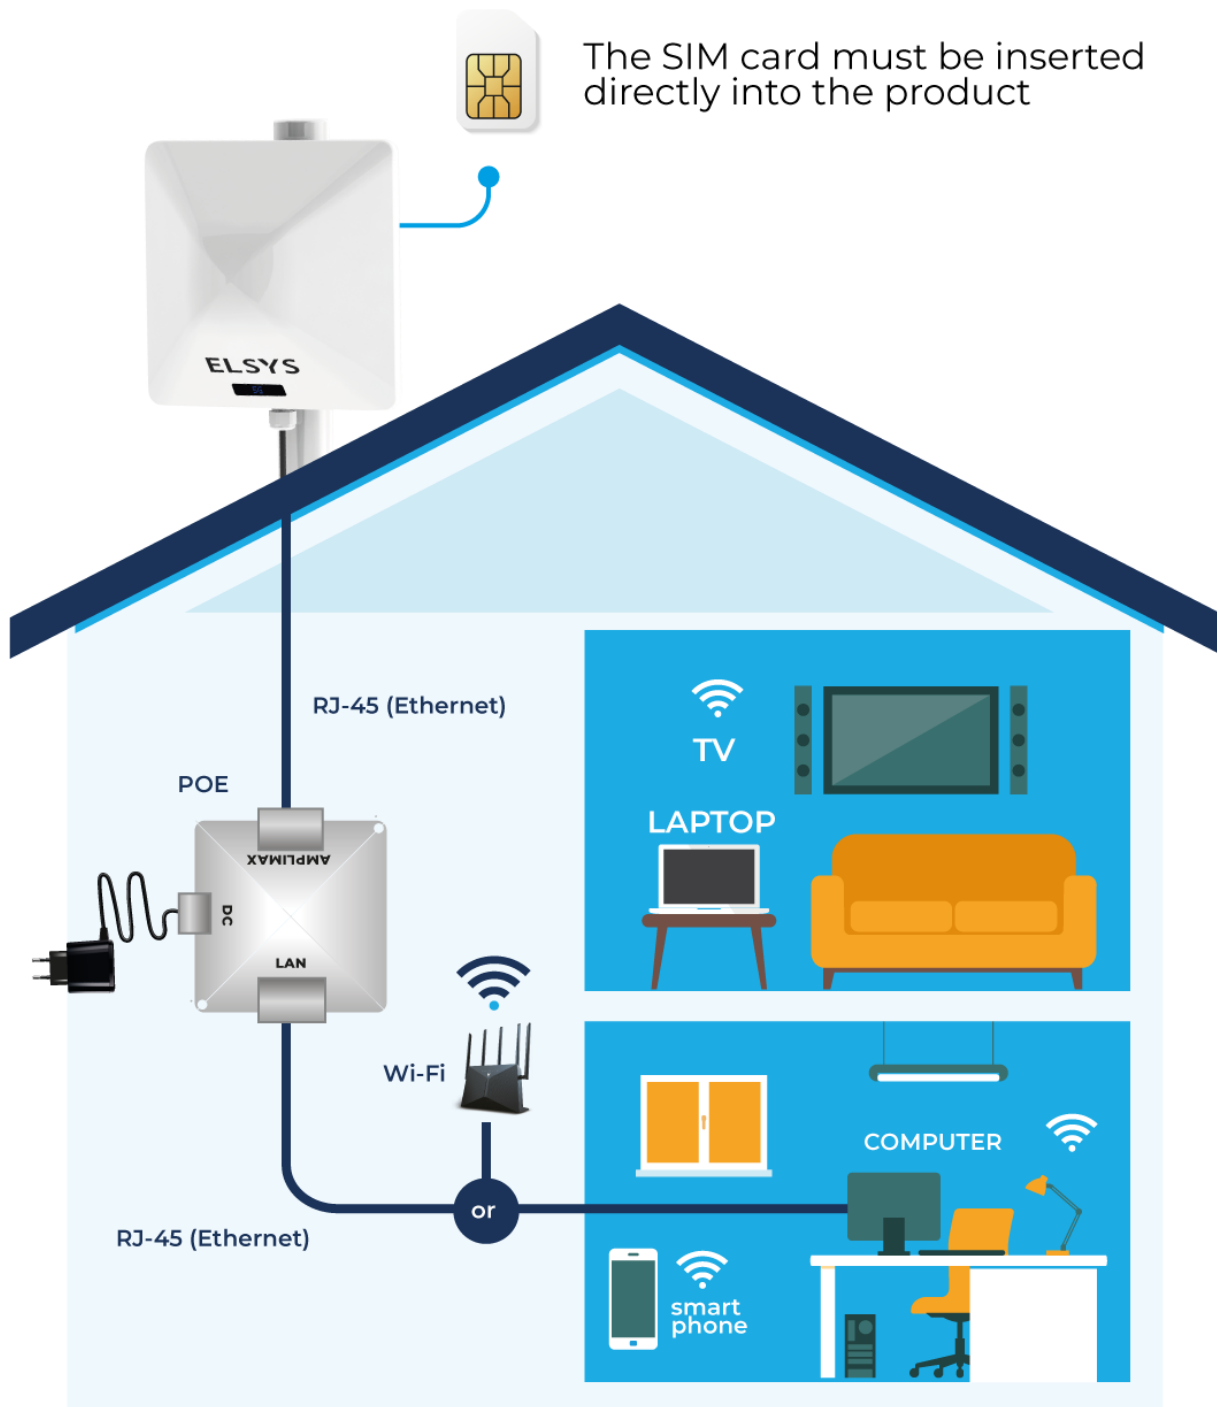 The SIM card must be inserted
directly into the product
ELSYS
5G
RJ-45 (Ethernet)
POE
AMPLIMAX
DC
LAN
Wi-Fi
RJ-45 (Ethernet)
or
TV
LAPTOP
COMPUTER
smart
phone